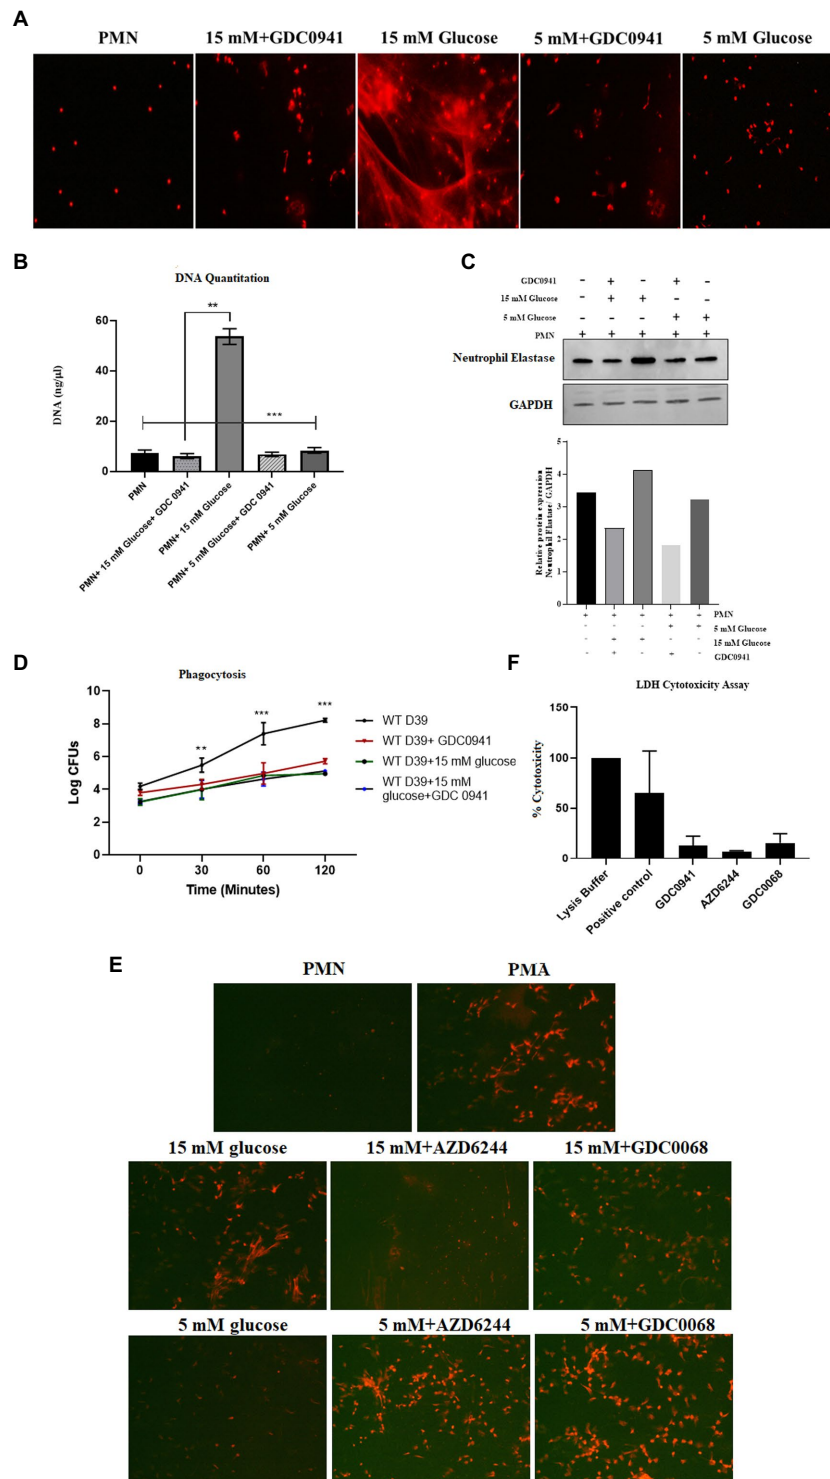 A
PMN 15 mM+GDC0941 15 mM Glucose 5 mM+GDC0941 5 mM Glucose
B
DNA Quantitation
DNA (ng/µl)
60
40
20
0
**
***
PMN
PMN+ 15 mM Glucose+ GDC 0941
PMN+ 15 mM Glucose
PMN+ 5 mM Glucose+ GDC 0941
PMN+ 5 mM Glucose
C
GDC0941 - + - + -
15 mM Glucose - + + - -
5 mM Glucose - - - + +
PMN + + + + +
Neutrophil Elastase
GAPDH
Relative protein expression
Neutrophil Elastase/ GAPDH
5
4
3
2
1
0
+ + + + + PMN
- - - + + 5 mM Glucose
- + + - - 15 mM Glucose
- + - + - GDC0941
D
Phagocytosis
Log CFUs
10
8
6
4
2
0
** *** ***
0 30 60 120
Time (Minutes)
WT D39
WT D39+ GDC0941
WT D39+15 mM glucose
WT D39+15 mM
glucose+GDC 0941
F
LDH Cytotoxicity Assay
% Cytotoxicity
150
100
50
0
Lysis Buffer
Positive control
GDC0941
AZD6244
GDC0068
E
PMN PMA
15 mM glucose 15 mM+AZD6244 15 mM+GDC0068
5 mM glucose 5 mM+AZD6244 5 mM+GDC0068